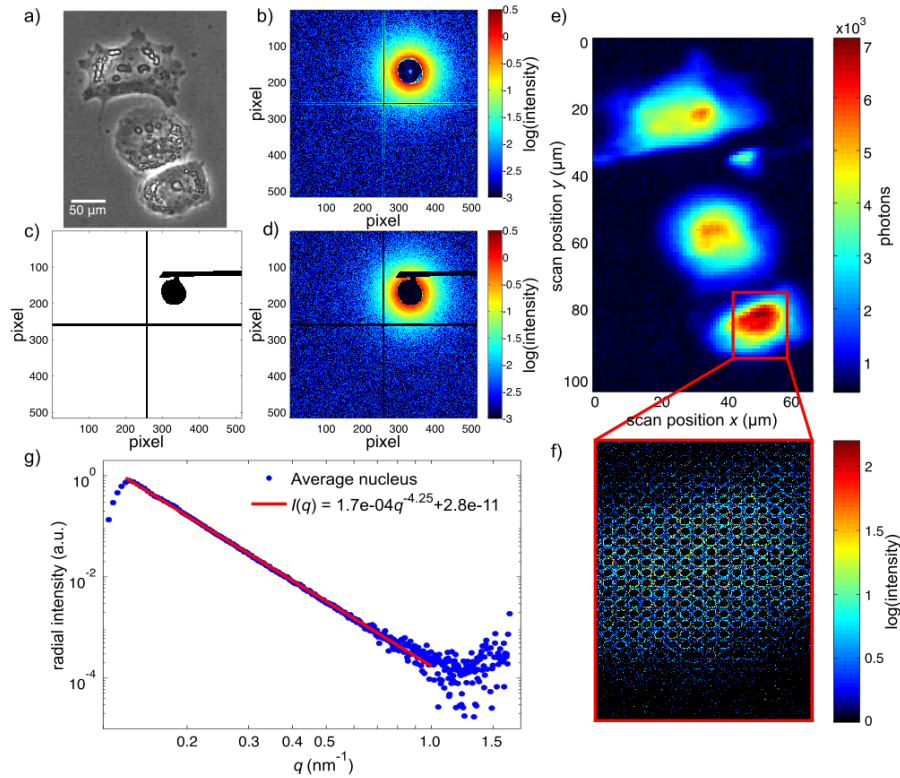 a)
50 µm
b)
pixel
0
100
200
300
400
500
100 200 300 400 500
pixel
0.5
0
-0.5
-1
-1.5
-2
-2.5
-3
log(intensity)
c)
pixel
0
100
200
300
400
500
100 200 300 400 500
pixel
d)
0
100
200
300
400
500
100 200 300 400 500
pixel
0.5
0
-0.5
-1
-1.5
-2
-2.5
-3
log(intensity)
e)
scan position y (µm)
0
20
40
60
80
100
0 20 40 60
scan position x (µm)
x10³
7
6
5
4
3
2
1
photons
f)
2
1.5
1
0.5
0
log(intensity)
g)
radial intensity (a.u.)
10⁰
10⁻²
10⁻⁴
Average nucleus
I(q) = 1.7e-04q⁻⁴·²⁵+2.8e-11
0.2 0.3 0.4 0.5 1.0 1.5
q (nm⁻¹)